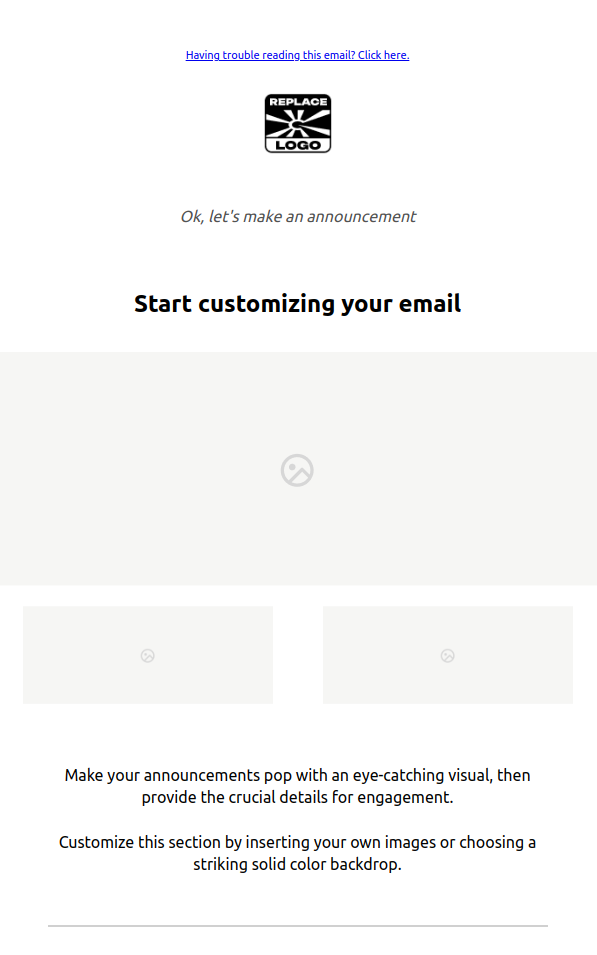 Having trouble reading this email? Click here.
REPLACE
LOGO
Ok, let's make an announcement
Start customizing your email
Make your announcements pop with an eye-catching visual, then
provide the crucial details for engagement.
Customize this section by inserting your own images or choosing a
striking solid color backdrop.